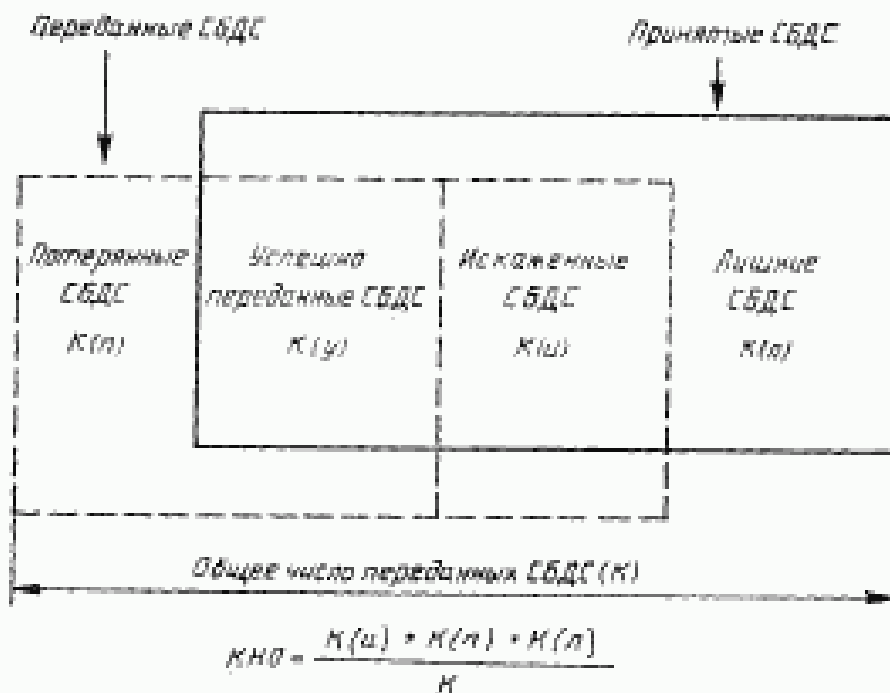 Переданные СБДС
Принятые СБДС
Потерянные
СБДС
К(п)
Успешно
переданные СБДС
К(у)
Искаженные
СБДС
К(и)
Лишние
СБДС
К(л)
Общее число переданных СБДС (К)
КНО = К(и) + К(п) + К(л)
К